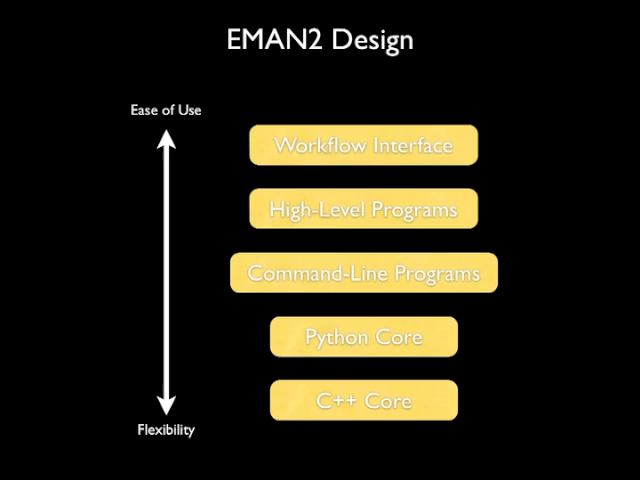 EMAN2 Design
Ease of Use
Workflow Interface
High-Level Programs
Command-Line Programs
Python Core
C++ Core
Flexibility